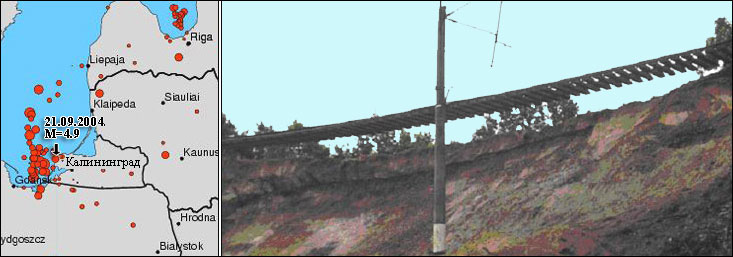 Riga
Liepaja
Siauliai
Klaipeda
21.09.2004.
M=4.9
Kaunus
Калининград
Gdansk
Hrodna
ydgoszcz
Bialystok